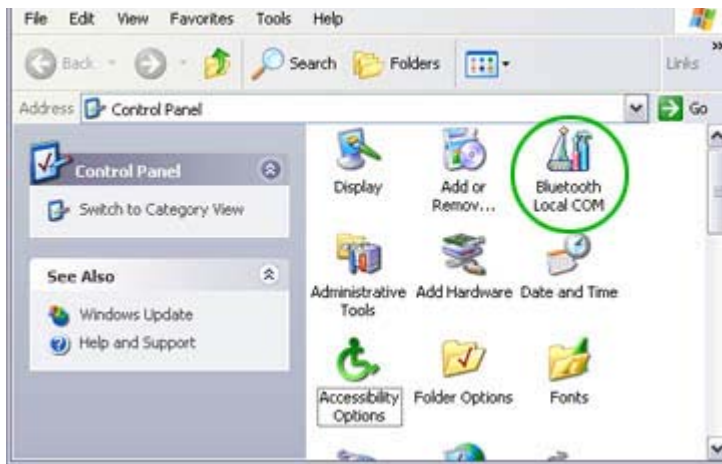 File Edit View Favorites Tools Help
Back Search Folders Links
Address Control Panel Go
Control Panel
Switch to Category View
See Also
Windows Update
Help and Support
Display
Add or
Remov...
Bluetooth
Local COM
Administrative
Tools
Add Hardware
Date and Time
Accessibility
Options
Folder Options
Fonts